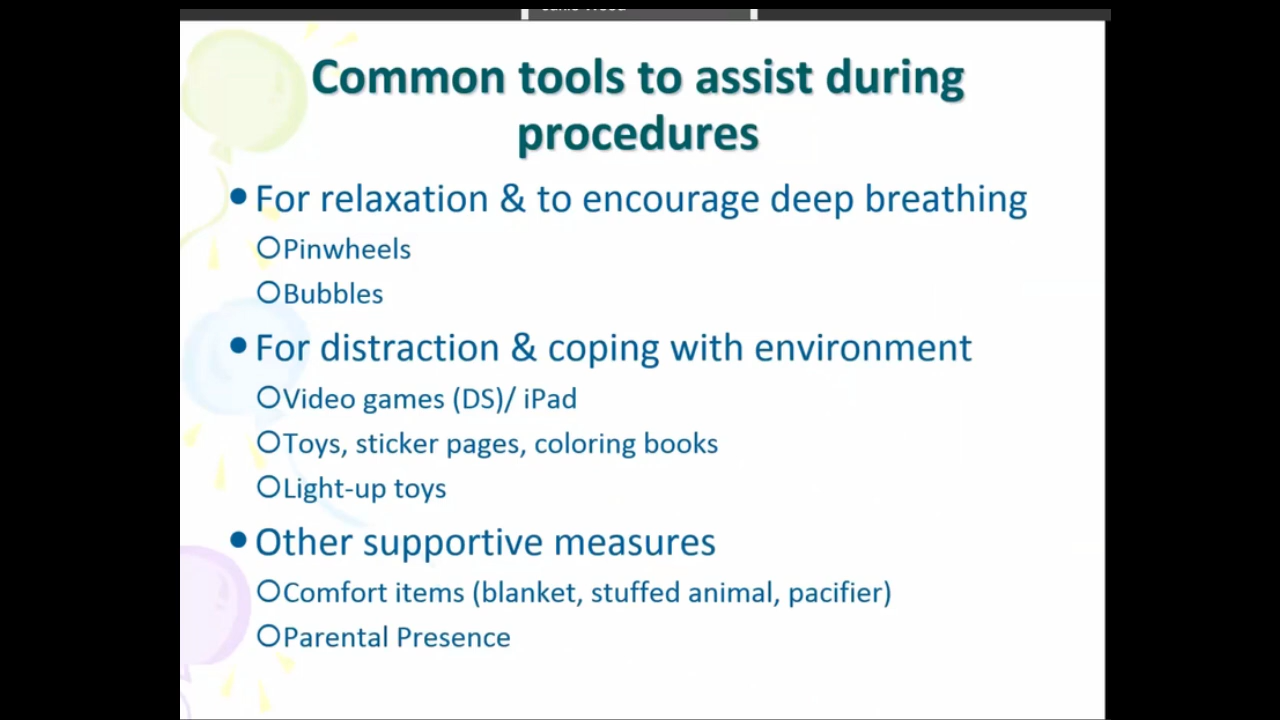 Common tools to assist during
procedures
• For relaxation & to encourage deep breathing
○Pinwheels
○Bubbles
• For distraction & coping with environment
○Video games (DS)/ iPad
○Toys, sticker pages, coloring books
○Light-up toys
• Other supportive measures
○Comfort items (blanket, stuffed animal, pacifier)
○Parental Presence